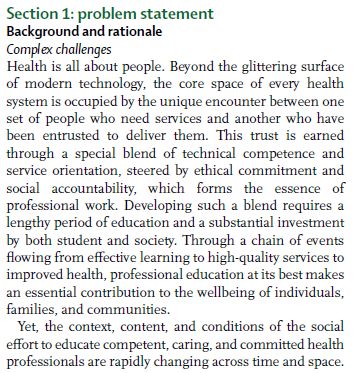 Section 1: problem statement
Background and rationale
Complex challenges
Health is all about people. Beyond the glittering surface
of modern technology, the core space of every health
system is occupied by the unique encounter between one
set of people who need services and another who have
been entrusted to deliver them. This trust is earned
through a special blend of technical competence and
service orientation, steered by ethical commitment and
social accountability, which forms the essence of
professional work. Developing such a blend requires a
lengthy period of education and a substantial investment
by both student and society. Through a chain of events
flowing from effective learning to high-quality services to
improved health, professional education at its best makes
an essential contribution to the wellbeing of individuals,
families, and communities.
Yet, the context, content, and conditions of the social
effort to educate competent, caring, and committed health
professionals are rapidly changing across time and space.